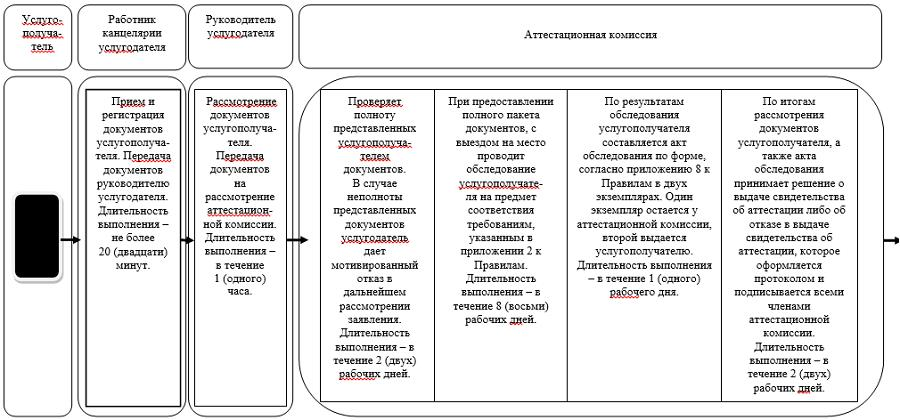 Услуго-
получа-
тель
Работник
канцелярии
услугодателя
Руководитель
услугодателя
Аттестационная комиссия
Прием и
регистрация
документов
услугополуча-
теля. Передача
документов
руководителю
услугодателя.
Длительность
выполнения –
не более
20 (двадцати)
минут.
Рассмотрение
документов
услугополуча-
теля.
Передача
документов
на
рассмотрение
аттестацион-
ной комиссии.
Длительность
выполнения –
в течение
1 (одного)
часа.
Проверяет
полноту
представленных
услугополуча-
телем
документов.
В случае
неполноты
представленных
документов
услугодатель
дает
мотивированный
отказ в
дальнейшем
рассмотрении
заявления.
Длительность
выполнения – в
течение 2 (двух)
рабочих дней.
При предоставлении
полного пакета
документов, с
выездом на место
проводит
обследование
услугополучате-
ля на предмет
соответствия
требованиям,
указанным в
приложении 2 к
Правилам.
Длительность
выполнения – в
течение 8 (восьми)
рабочих дней.
По результатам
обследования
услугополучателя
составляется акт
обследования по форме,
согласно приложению 8 к
Правилам в двух
экземплярах. Один
экземпляр остается у
аттестационной комиссии,
второй выдается
услугополучателю.
Длительность выполнения
– в течение 1 (одного)
рабочего дня.
По итогам
рассмотрения
документов
услугополучателя, а
также акта
обследования
принимает решение о
выдаче свидетельства
об аттестации либо об
отказе в выдаче
свидетельства об
аттестации, которое
оформляется
протоколом и
подписывается всеми
членами
аттестационной
комиссии.
Длительность
выполнения – в
течение 2 (двух)
рабочих дней.